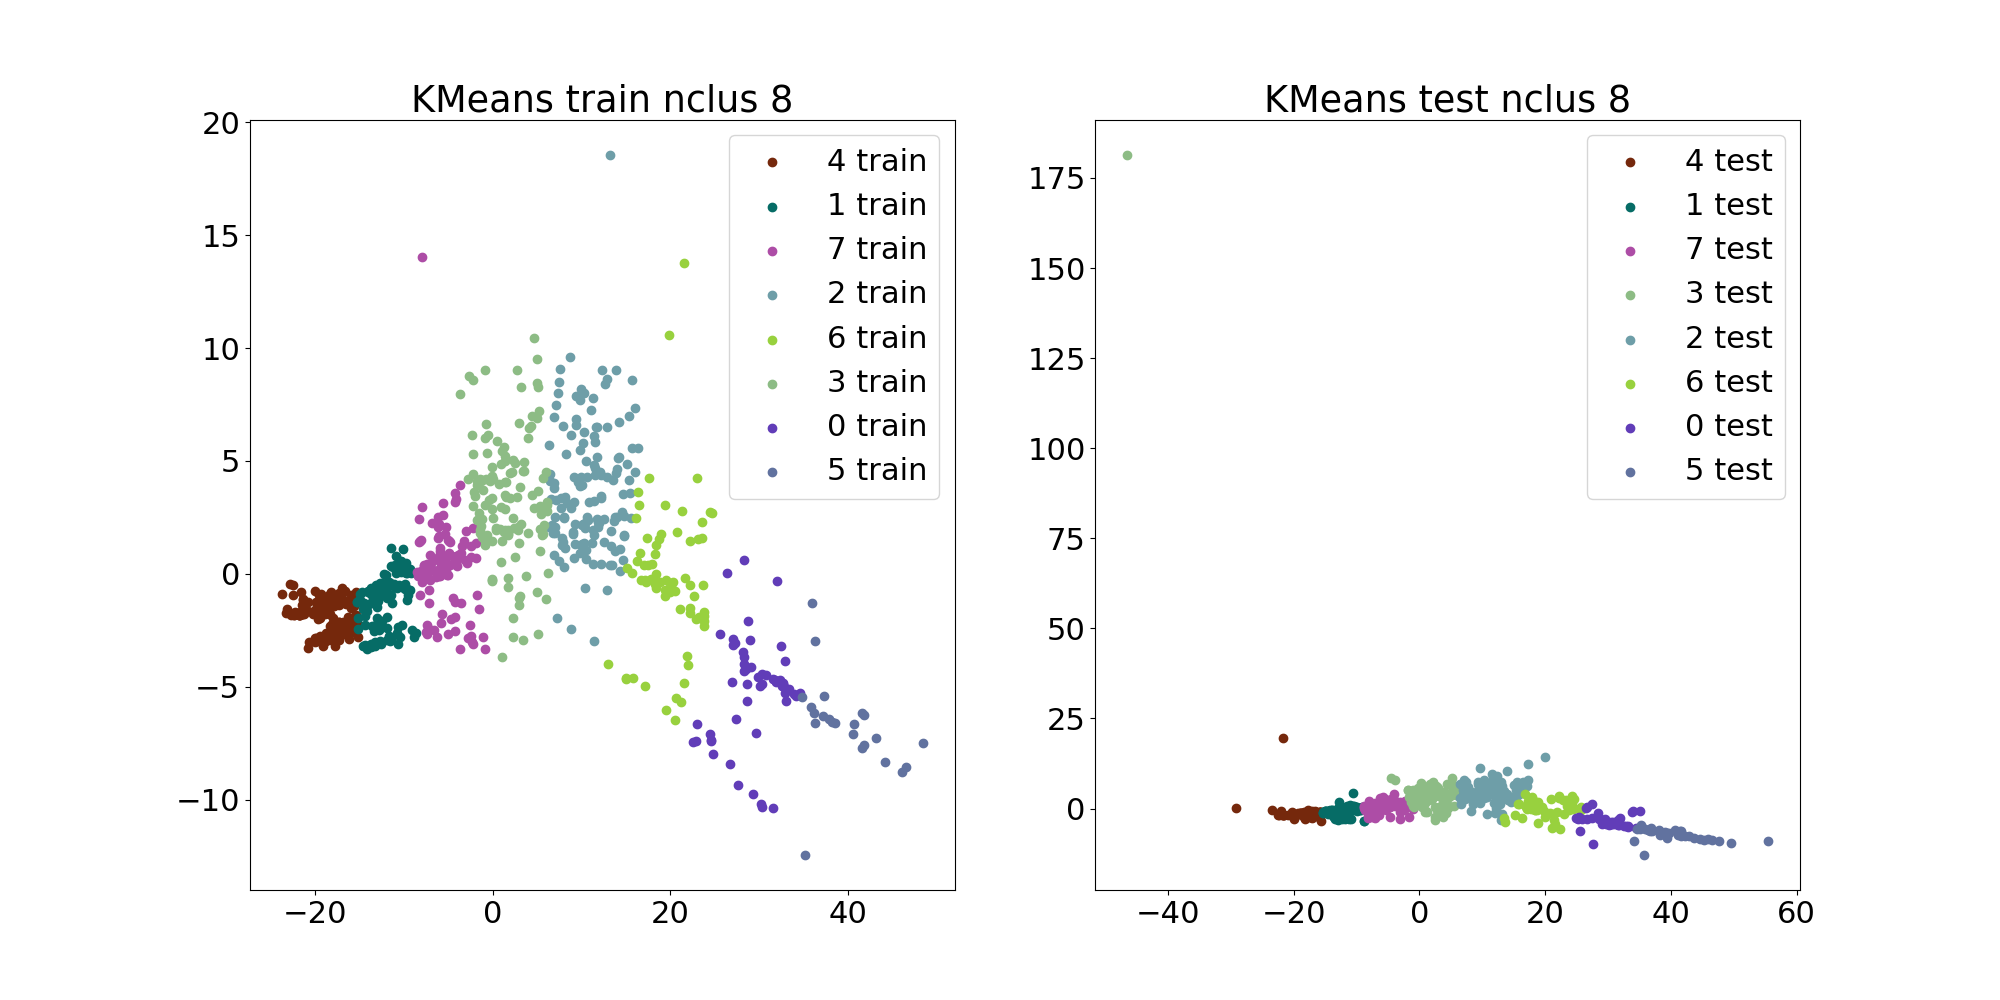 KMeans train nclus 8
20
15
10
5
0
−5
−10
−20
0
20
40
4 train
1 train
7 train
2 train
6 train
3 train
0 train
5 train
KMeans test nclus 8
175
150
125
100
75
50
25
0
−40
−20
0
20
40
60
4 test
1 test
7 test
3 test
2 test
6 test
0 test
5 test